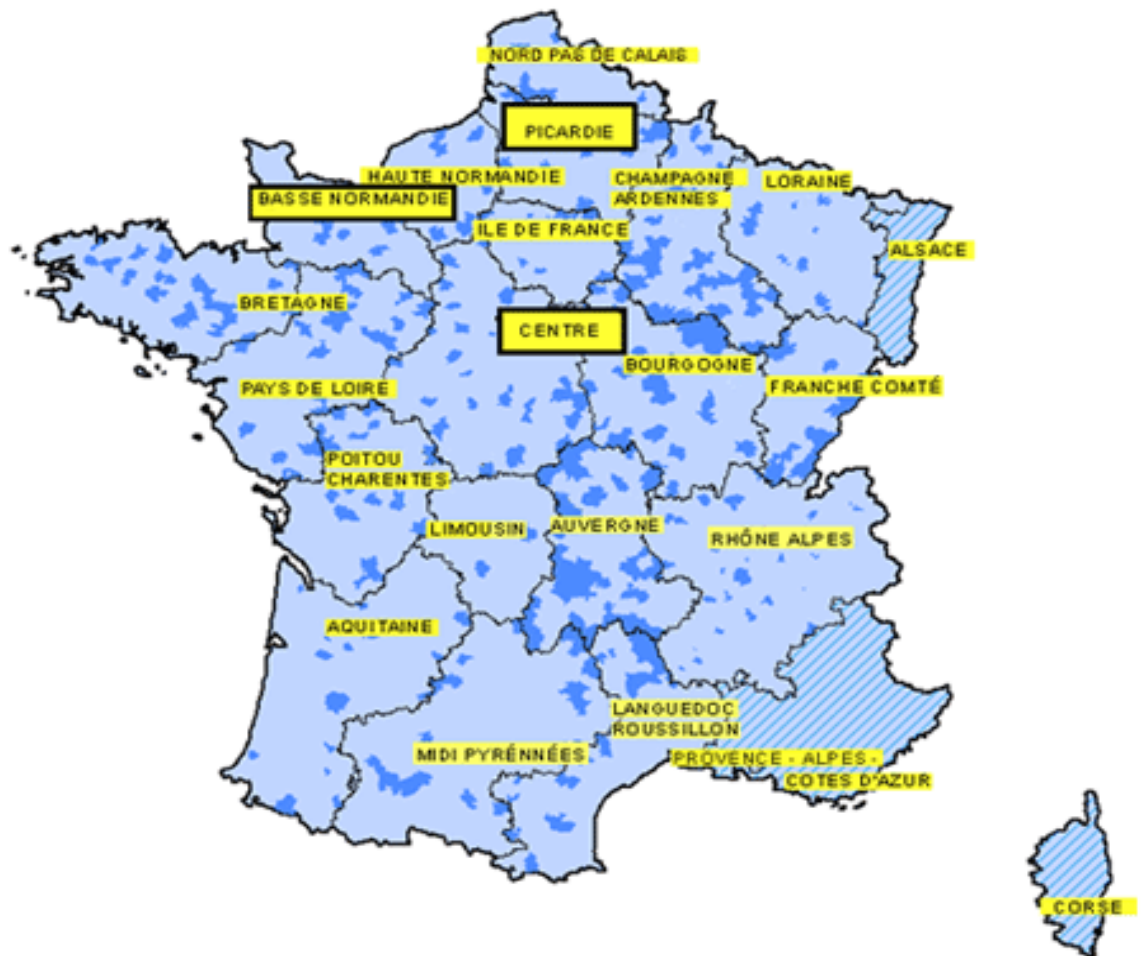 NORD PAS DE CALAIS
PICARDIE
HAUTE NORMANDIE
CHAMPAGNE
ARDENNES
LORAINE
BASSE NORMANDIE
ILE DE FRANCE
ALSACE
BRETAGNE
CENTRE
BOURGOGNE
PAYS DE LOIRE
FRANCHE COMTÉ
POITOU
CHARENTES
LIMOUSIN
AUVERGNE
RHÔNE ALPES
AQUITAINE
LANGUEDOC
ROUSSILLON
MIDI PYRÉNNÉES
PROVENCE - ALPES -
COTES D'AZUR
CORSE